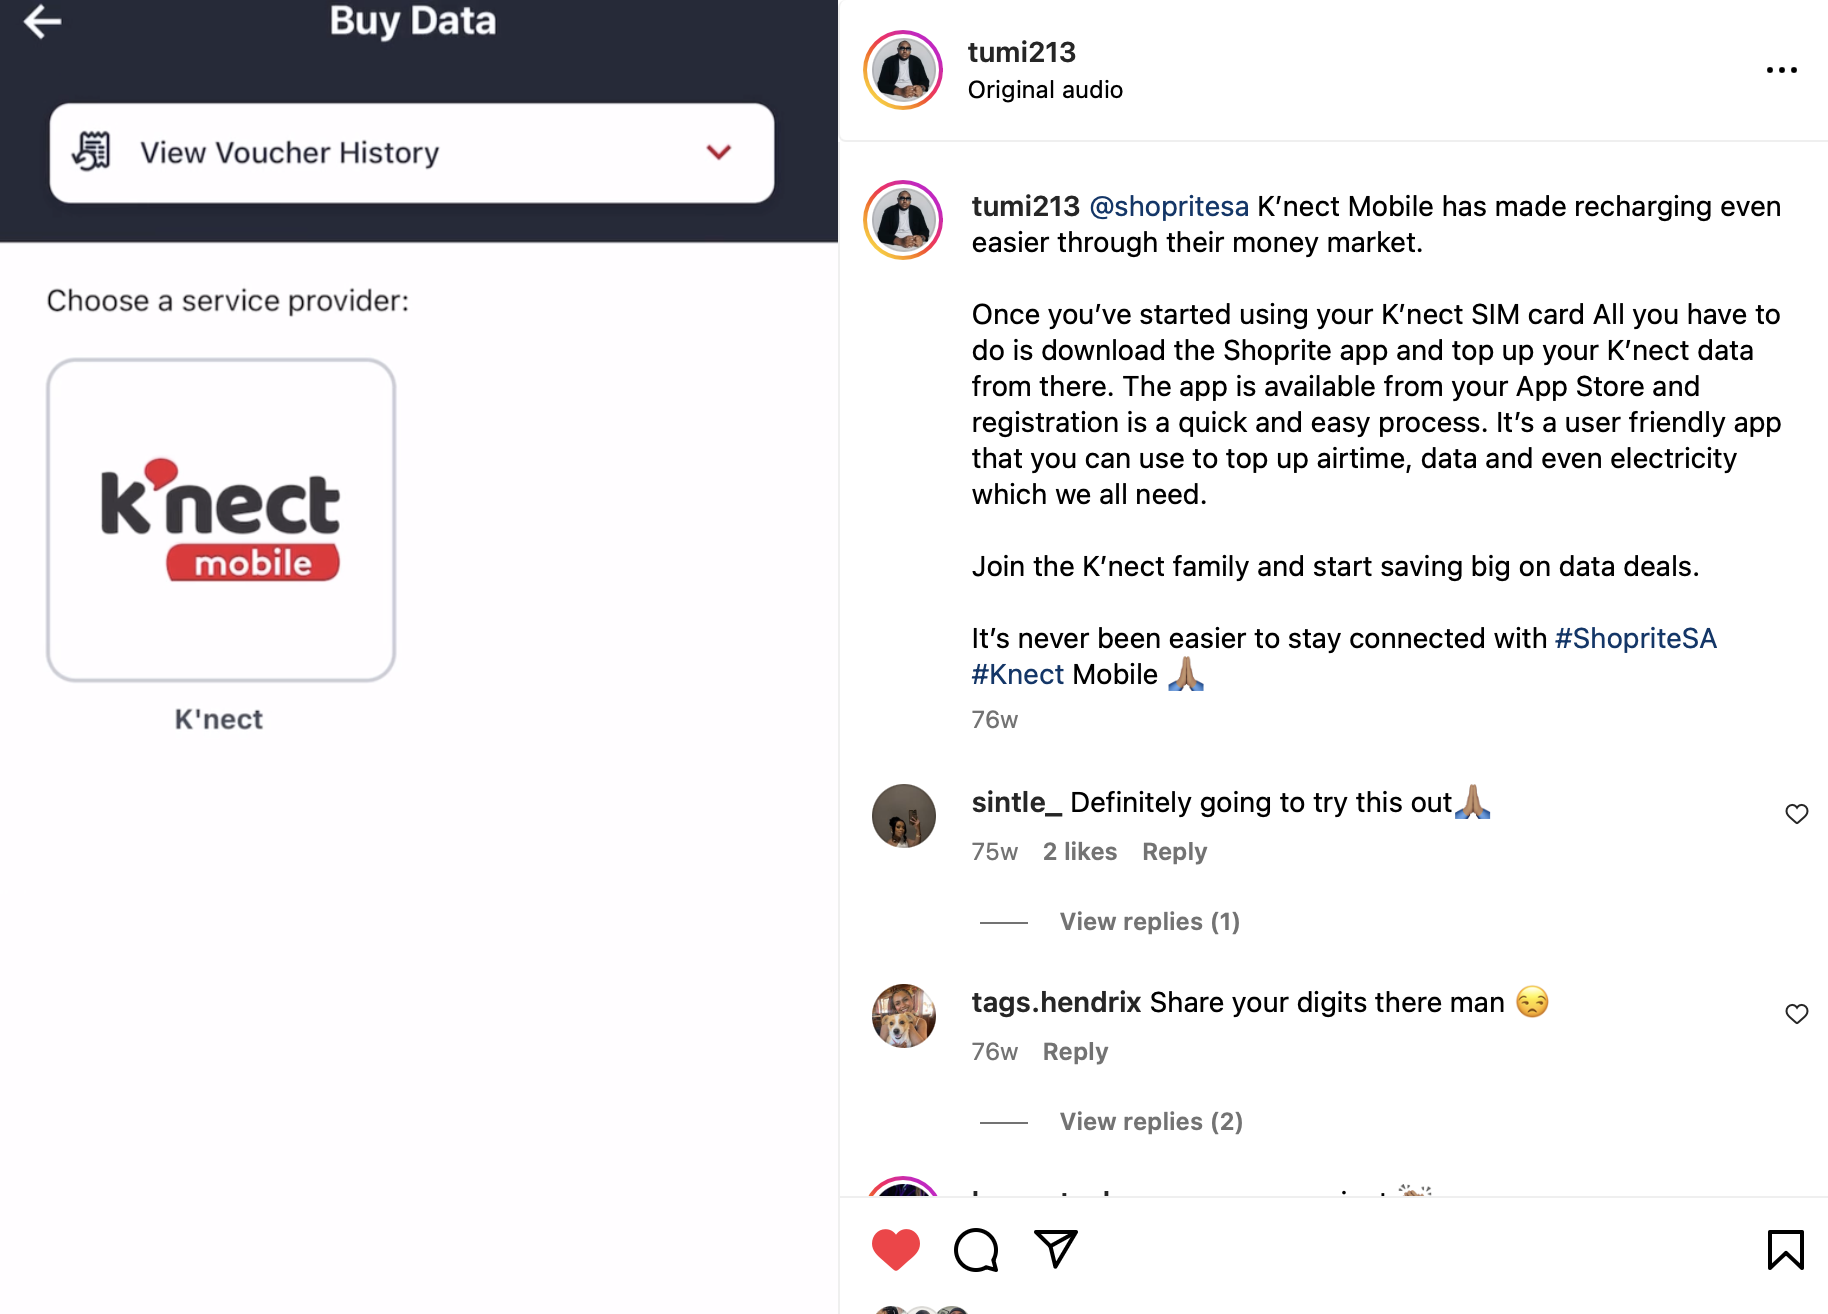 Buy Data
View Voucher History
Choose a service provider:
k'nect
mobile
K'nect
tumi213
Original audio
tumi213 @shopritesa K’nect Mobile has made recharging even
easier through their money market.
Once you’ve started using your K’nect SIM card All you have to
do is download the Shoprite app and top up your K’nect data
from there. The app is available from your App Store and
registration is a quick and easy process. It’s a user friendly app
that you can use to top up airtime, data and even electricity
which we all need.
Join the K’nect family and start saving big on data deals.
It’s never been easier to stay connected with #ShopriteSA
#Knect Mobile 🙏🏽
76w
sintle_ Definitely going to try this out🙏🏽
75w 2 likes Reply
View replies (1)
tags.hendrix Share your digits there man 😒
76w Reply
View replies (2)